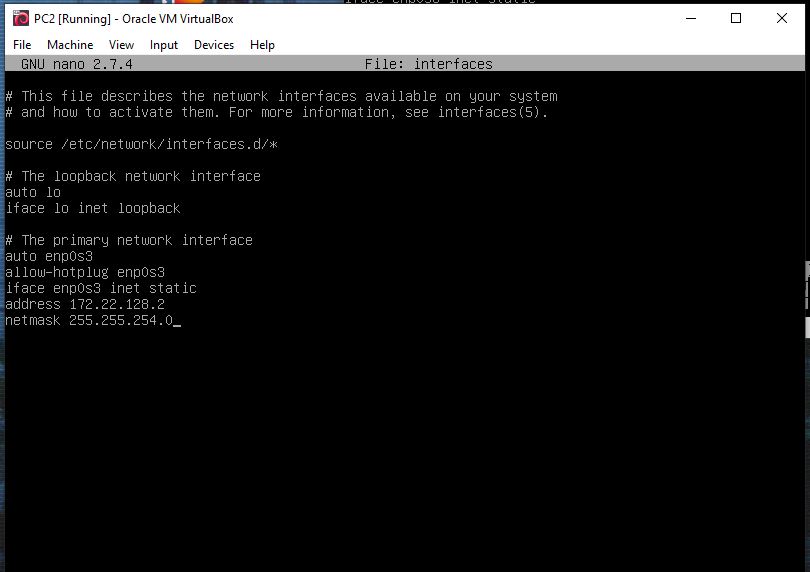 iface enp0s3 inet static
PC2 [Running] - Oracle VM VirtualBox
File Machine View Input Devices Help
GNU nano 2.7.4 File: interfaces
# This file describes the network interfaces available on your system
# and how to activate them. For more information, see interfaces(5).
source /etc/network/interfaces.d/*
# The loopback network interface
auto lo
iface lo inet loopback
# The primary network interface
auto enp0s3
allow-hotplug enp0s3
iface enp0s3 inet static
address 172.22.128.2
netmask 255.255.254.0